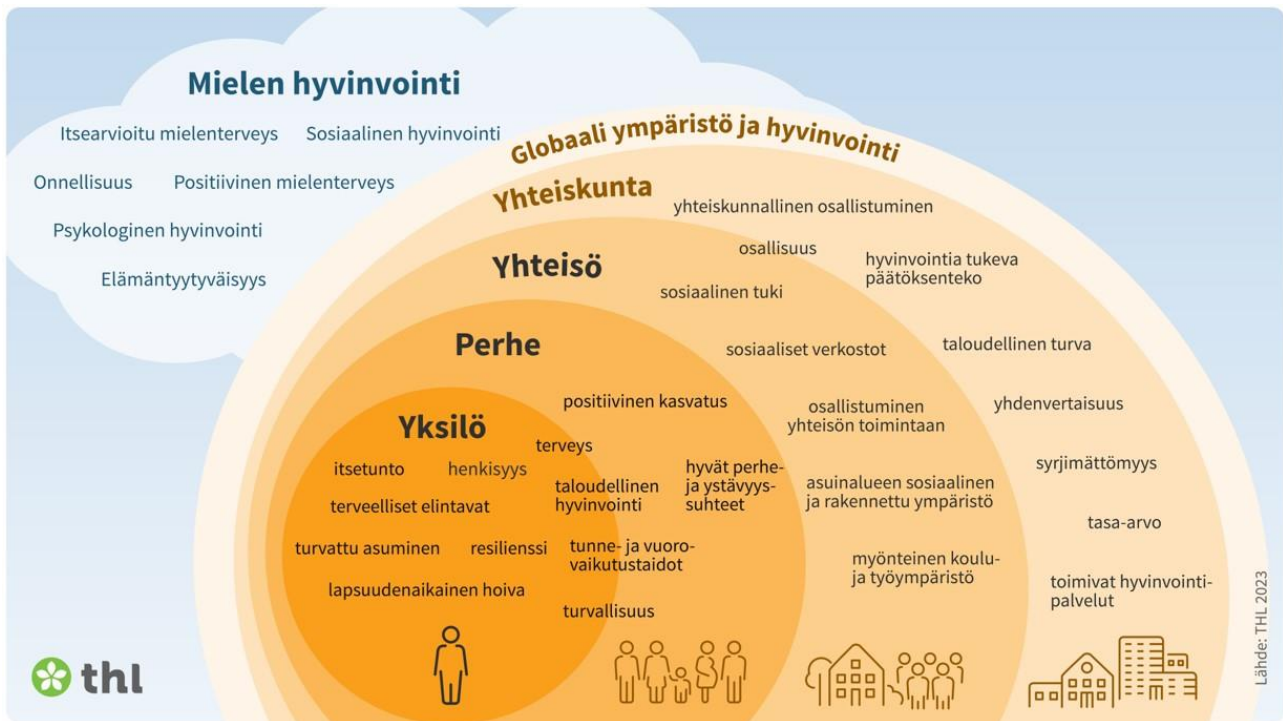 Mielen hyvinvointi
Itsearvioitu mielenterveys
Sosiaalinen hyvinvointi
Onnellisuus
Positiivinen mielenterveys
Psykologinen hyvinvointi
Elämäntyytyväisyys
Globaali ympäristö ja hyvinvointi
Yhteiskunta
yhteiskunnallinen osallistuminen
osallisuus
hyvinvointia tukeva
päätöksenteko
Yhteisö
sosiaalinen tuki
sosiaaliset verkostot
taloudellinen turva
Perhe
positiivinen kasvatus
osallistuminen
yhteisön toimintaan
yhdenvertaisuus
Yksilö
terveys
itsetunto
henkisyys
hyvät perhe-
ja ystävyys-
suhteet
syrjimättömyys
terveelliset elintavat
taloudellinen
hyvinvointi
asuinalueen sosiaalinen
ja rakennettu ympäristö
tasa-arvo
turvattu asuminen
resilienssi
tunne- ja vuoro-
vaikutustaidot
myönteinen koulu-
ja työympäristö
lapsuudenaikainen hoiva
turvallisuus
toimivat hyvinvointi-
palvelut
thl
Lähde: THL 2023